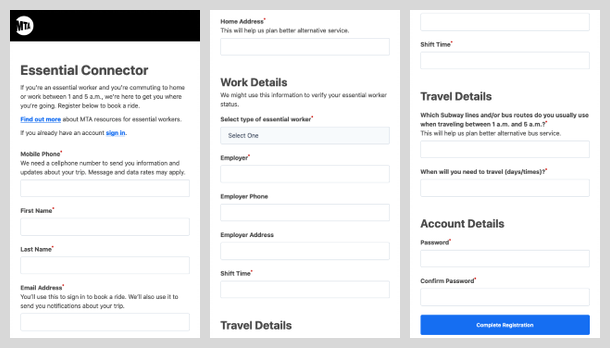 MTA
Essential Connector
If you're an essential worker and you're commuting to home
or work between 1 and 5 a.m., we're here to get you where
you're going. Register below to book a ride.
Find out more about MTA resources for essential workers.
If you already have an account sign in.
Mobile Phone*
We need a cellphone number to send you information and
updates about your trip. Message and data rates may apply.
First Name*
Last Name*
Email Address*
You'll use this to sign in to book a ride. We'll also use it to
send you notifications about your trip.
Home Address*
This will help us plan better alternative service.
Work Details
We might use this information to verify your essential worker
status.
Select type of essential worker*
Select One
Employer*
Employer Phone
Employer Address
Shift Time*
Travel Details
Shift Time*
Travel Details
Which Subway lines and/or bus routes do you usually use
when traveling between 1 a.m. and 5 a.m.?*
This will help us plan better alternative bus service.
When will you need to travel (days/times)?*
Account Details
Password*
Confirm Password*
Complete Registration